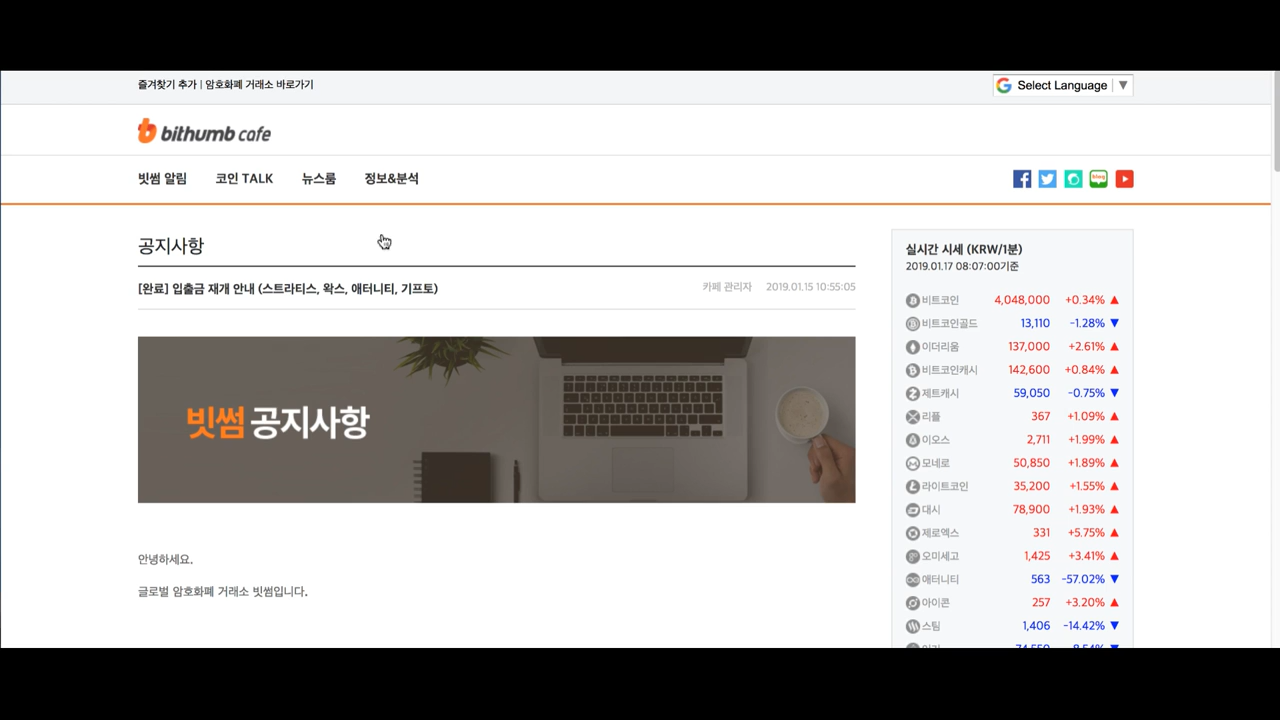 즐겨찾기 추가 | 암호화폐 거래소 바로가기
Select Language ▼
bithumb cafe
빗썸 알림 코인 TALK 뉴스룸 정보&분석
blog
공지사항
[완료] 입출금 재개 안내 (스트라티스, 왁스, 애터니티, 기프토) 카페 관리자 2019.01.15 10:55:05
빗썸 공지사항
안녕하세요.
글로벌 암호화폐 거래소 빗썸입니다.
실시간 시세 (KRW/1분)
2019.01.17 08:07:00기준
비트코인 4,048,000 +0.34% ▲
비트코인골드 13,110 -1.28% ▼
이더리움 137,000 +2.61% ▲
비트코인캐시 142,600 +0.84% ▲
제트캐시 59,050 -0.75% ▼
리플 367 +1.09% ▲
이오스 2,711 +1.99% ▲
모네로 50,850 +1.89% ▲
라이트코인 35,200 +1.55% ▲
대시 78,900 +1.93% ▲
제로엑스 331 +5.75% ▲
오미세고 1,425 +3.41% ▲
애터니티 563 -57.02% ▼
아이콘 257 +3.20% ▲
스팀 1,406 -14.42% ▼